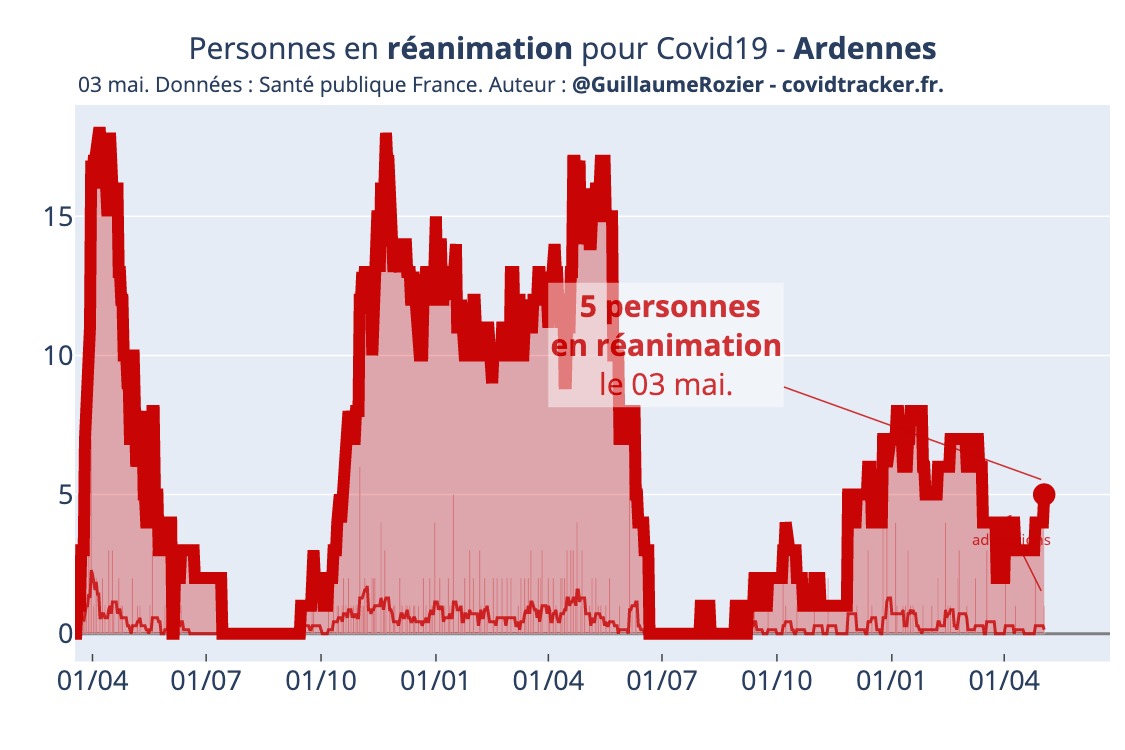 Personnes en réanimation pour Covid19 - Ardennes
03 mai. Données : Santé publique France. Auteur : @GuillaumeRozier - covidtracker.fr.
15
10
5
0
5 personnes
en réanimation
le 03 mai.
01/04
01/07
01/10
01/01
01/04
01/07
01/10
01/01
01/04